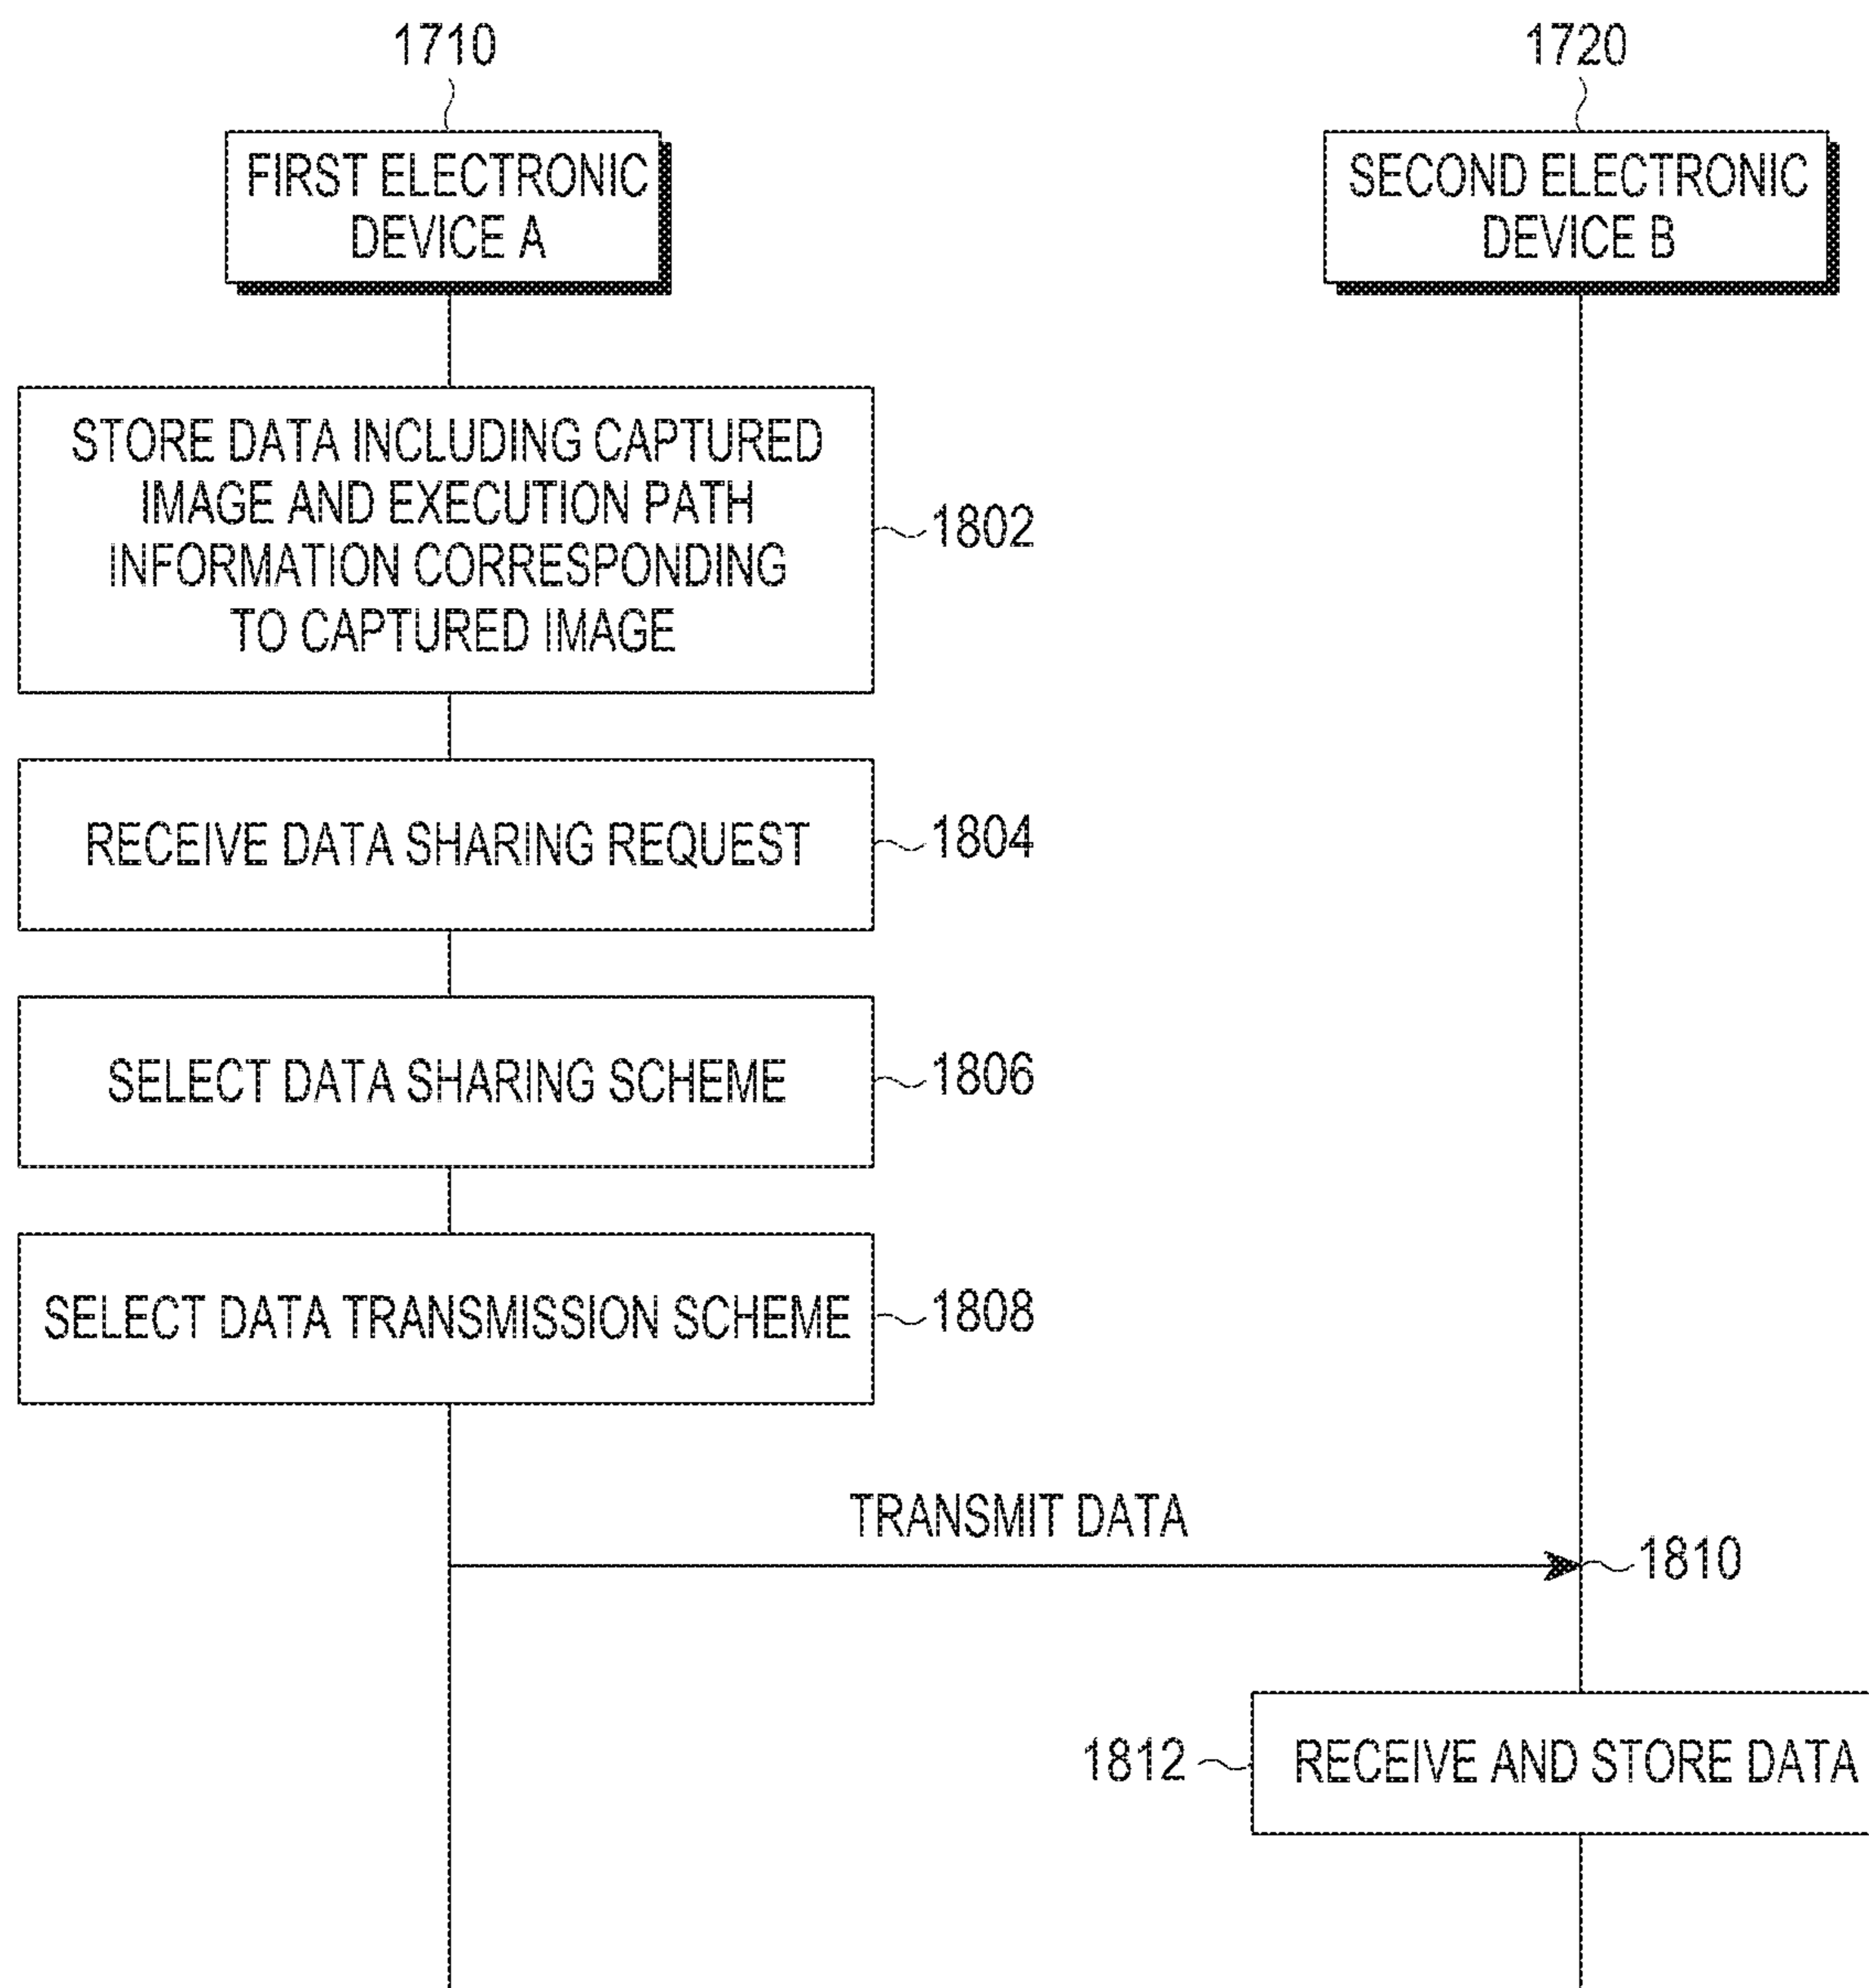 1710
1720
FIRST ELECTRONIC
DEVICE A
SECOND ELECTRONIC
DEVICE B
STORE DATA INCLUDING CAPTURED
IMAGE AND EXECUTION PATH
INFORMATION CORRESPONDING
TO CAPTURED IMAGE
1802
RECEIVE DATA SHARING REQUEST
1804
SELECT DATA SHARING SCHEME
1806
SELECT DATA TRANSMISSION SCHEME
1808
TRANSMIT DATA
1810
1812
RECEIVE AND STORE DATA